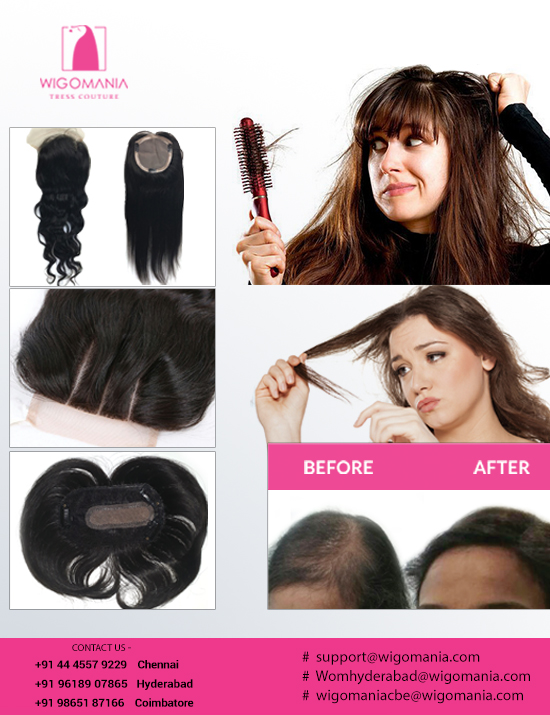 WIGOMANIA
TRESS COUTURE
BEFORE AFTER
CONTACT US -
+91 44 4557 9229 Chennai
+91 96189 07865 Hyderabad
+91 98651 87166 Coimbatore
# support@wigomania.com
# Womhyderabad@wigomania.com
# wigomaniacbe@wigomania.com